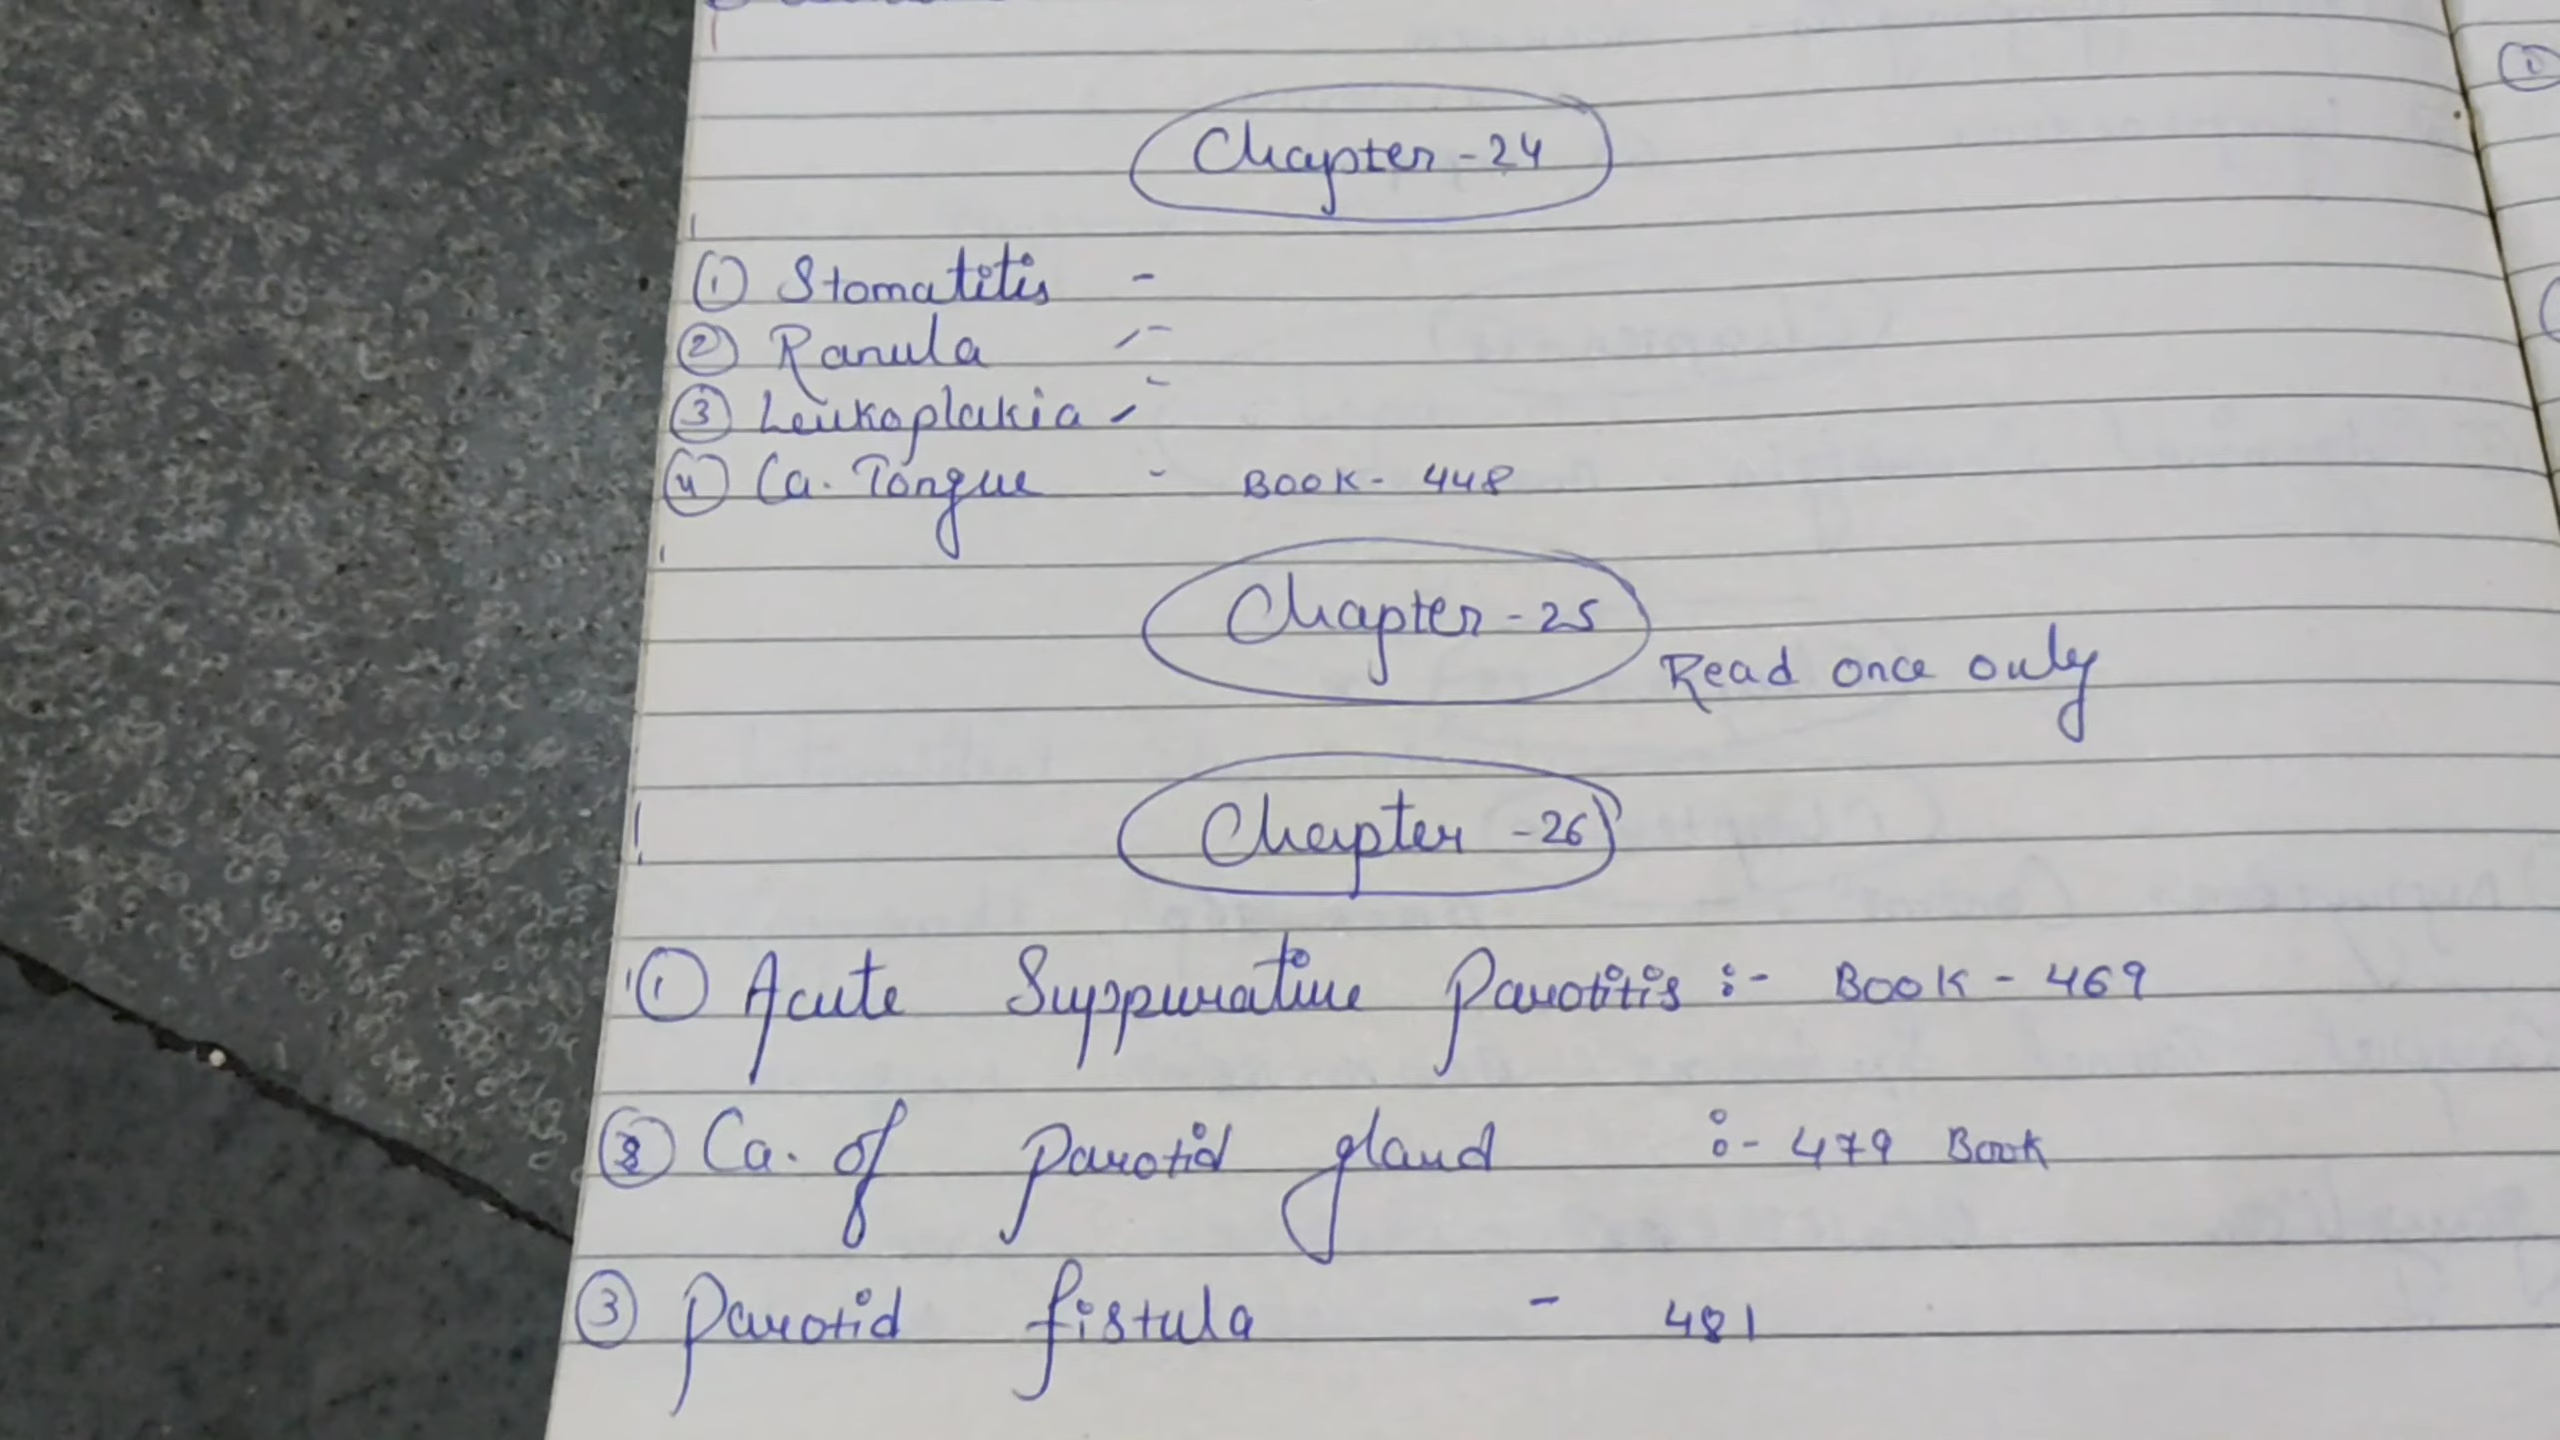 Chapter - 24
① Stomatitis -
② Ranula -
③ Leukoplakia -
④ Ca. Tongue - BOOK - 448
Chapter - 25
Read once only
Chapter - 26
① Acute Suppurative Parotitis :- BOOK - 469
② Ca. of parotid gland :- 479 Book
③ Parotid fistula - 481